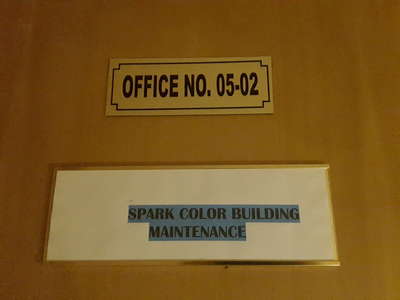 OFFICE NO. 05-02
SPARK COLOR BUILDING
MAINTENANCE